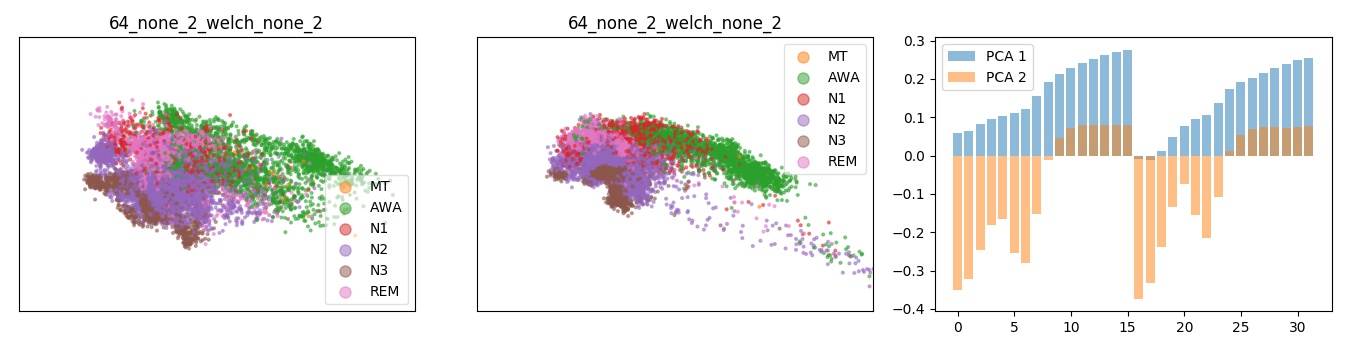 64_none_2_welch_none_2
MT
AWA
N1
N2
N3
REM
64_none_2_welch_none_2
MT
AWA
N1
N2
N3
REM
PCA 1
PCA 2
0.3
0.2
0.1
0.0
−0.1
−0.2
−0.3
−0.4
0 5 10 15 20 25 30